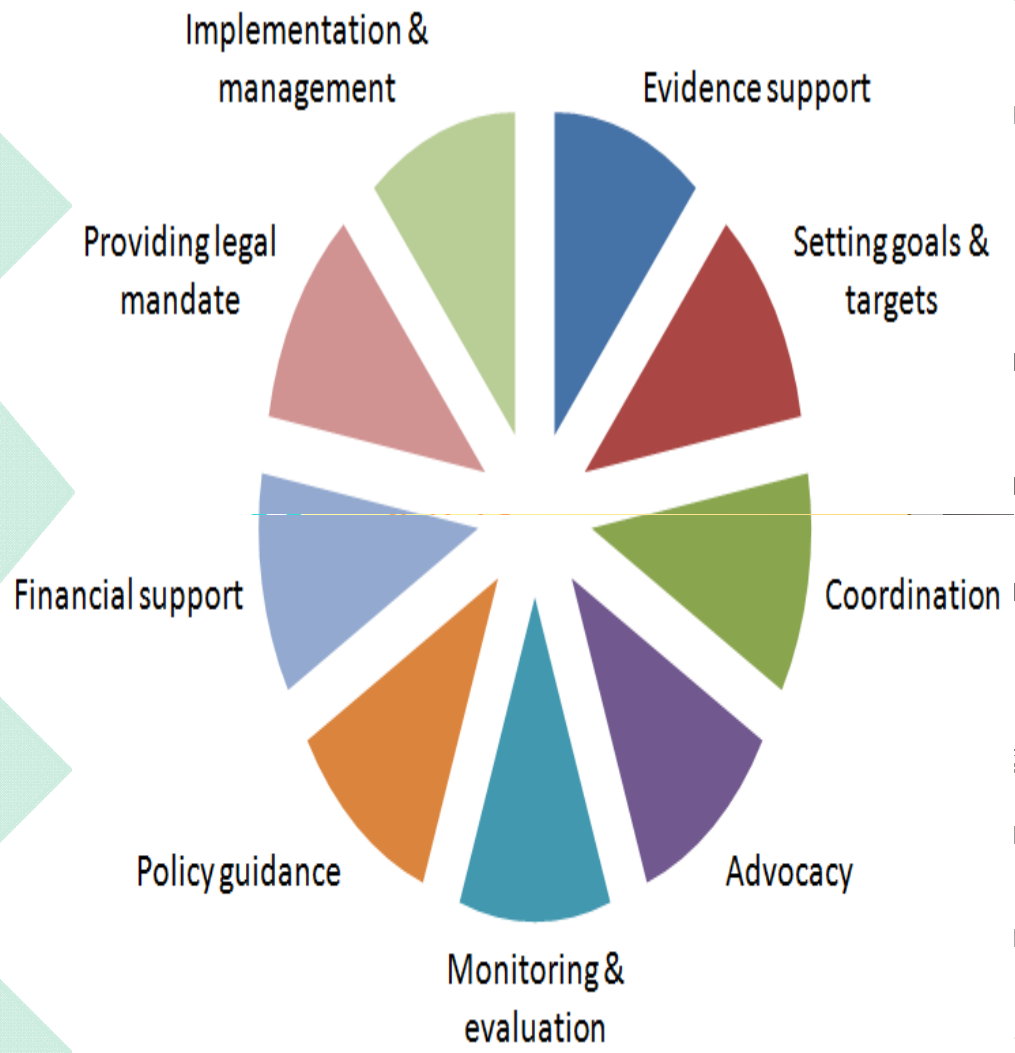 Implementation &
management
Evidence support
Providing legal
mandate
Setting goals &
targets
Financial support
Coordination
Policy guidance
Advocacy
Monitoring &
evaluation